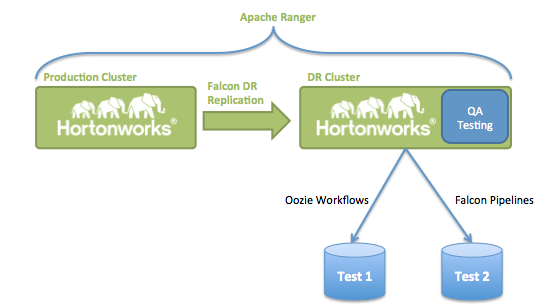 Apache Ranger
Production Cluster
Falcon DR
Replication
DR Cluster
Hortonworks®
Hortonworks®
QA
Testing
Oozie Workflows
Falcon Pipelines
Test 1
Test 2